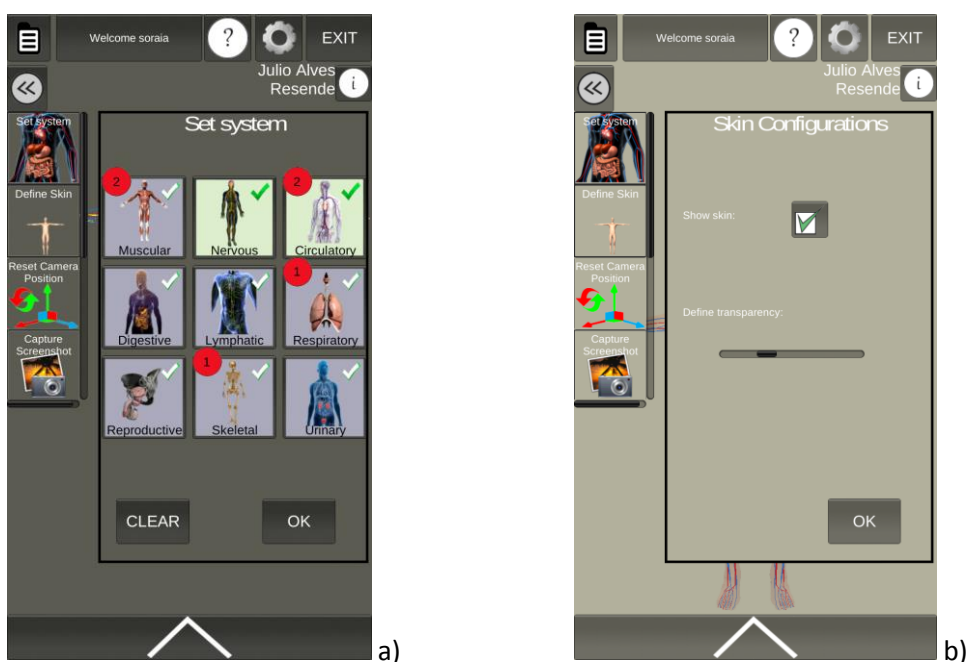 Welcome soraia
?
EXIT
Julio Alves
Resende
i
Set system
Define Skin
Reset Camera
Position
Capture
Screenshot
Set system
2
2
Muscular
Nervous
Circulatory
1
Digestive
Lymphatic
Respiratory
1
Reproductive
Skeletal
Urinary
CLEAR
OK
a)
Welcome soraia
?
EXIT
Julio Alves
Resende
i
Set system
Define Skin
Reset Camera
Position
Capture
Screenshot
Skin Configurations
Show skin:
Define transparency:
OK
b)